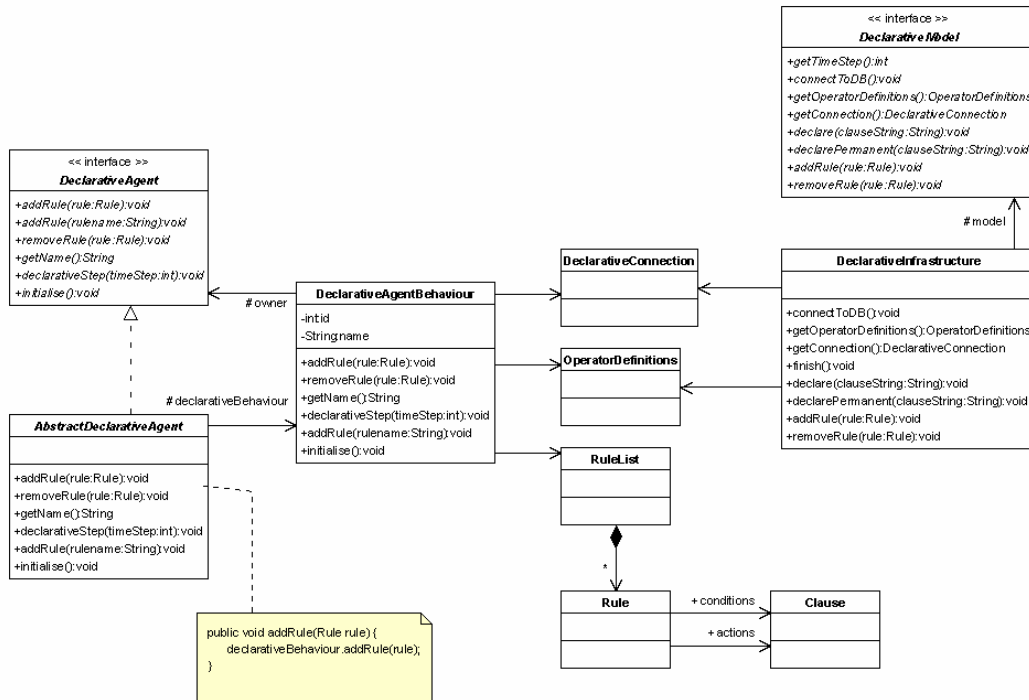 << interface >>
DeclarativeModel
+getTimeStep():int
+connectToDB():void
+getOperatorDefinitions():OperatorDefinitions
+getConnection():DeclarativeConnection
+declare(clauseString:String):void
+declarePermanent(clauseString:String):void
+addRule(rule:Rule):void
+removeRule(rule:Rule):void
# model
<< interface >>
DeclarativeAgent
+addRule(rule:Rule):void
+addRule(rulename:String):void
+removeRule(rule:Rule):void
+getName():String
+declarativeStep(timeStep:int):void
+initialise():void
# owner
DeclarativeAgentBehaviour
-int:id
-String:name
+addRule(rule:Rule):void
+removeRule(rule:Rule):void
+getName():String
+declarativeStep(timeStep:int):void
+addRule(rulename:String):void
+initialise():void
DeclarativeConnection
DeclarativeInfrastructure
+connectToDB():void
+getOperatorDefinitions():OperatorDefinitions
+getConnection():DeclarativeConnection
+finish():void
+declare(clauseString:String):void
+declarePermanent(clauseString:String):void
+addRule(rule:Rule):void
+removeRule(rule:Rule):void
OperatorDefinitions
# declarativeBehaviour
AbstractDeclarativeAgent
+addRule(rule:Rule):void
+removeRule(rule:Rule):void
+getName():String
+declarativeStep(timeStep:int):void
+addRule(rulename:String):void
+initialise():void
RuleList
*
Rule
+ conditions
+ actions
Clause
public void addRule(Rule rule) {
declarativeBehaviour.addRule(rule);
}